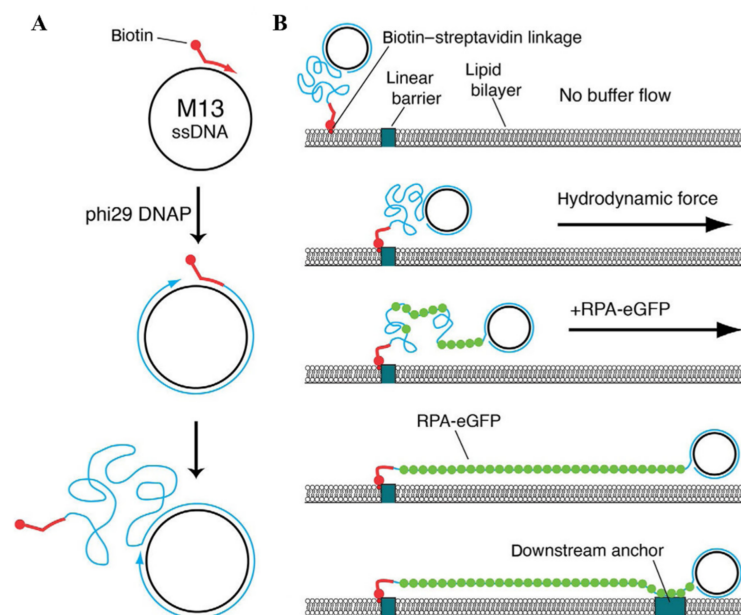 A
Biotin
M13
ssDNA
phi29 DNAP
B
Biotin–streptavidin linkage
Linear
barrier
Lipid
bilayer
No buffer flow
Hydrodynamic force
+RPA-eGFP
RPA-eGFP
Downstream anchor